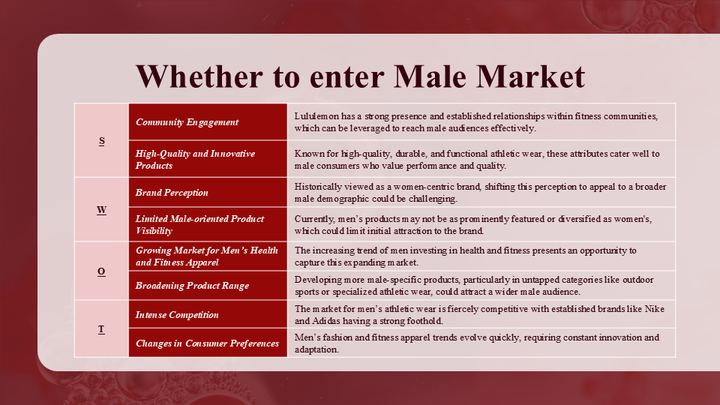 Whether to enter Male Market
S
Community Engagement
Lululemon has a strong presence and established relationships within fitness communities,
which can be leveraged to reach male audiences effectively.
High-Quality and Innovative
Products
Known for high-quality, durable, and functional athletic wear, these attributes cater well to
male consumers who value performance and quality.
W
Brand Perception
Historically viewed as a women-centric brand, shifting this perception to appeal to a broader
male demographic could be challenging.
Limited Male-oriented Product
Visibility
Currently, men's products may not be as prominently featured or diversified as women's,
which could limit initial attraction to the brand.
O
Growing Market for Men's Health
and Fitness Apparel
The increasing trend of men investing in health and fitness presents an opportunity to
capture this expanding market.
Broadening Product Range
Developing more male-specific products, particularly in untapped categories like outdoor
sports or specialized athletic wear, could attract a wider male audience.
T
Intense Competition
The market for men's athletic wear is fiercely competitive with established brands like Nike
and Adidas having a strong foothold.
Changes in Consumer Preferences
Men's fashion and fitness apparel trends evolve quickly, requiring constant innovation and
adaptation.